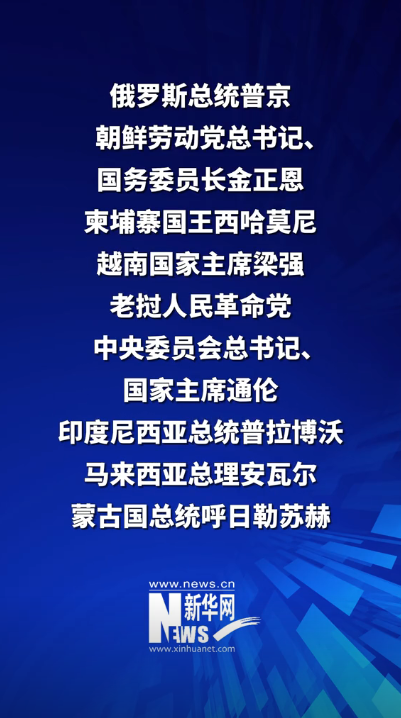 俄罗斯总统普京
朝鲜劳动党总书记、
国务委员长金正恩
柬埔寨国王西哈莫尼
越南国家主席梁强
老挝人民革命党
中央委员会总书记、
国家主席通伦
印度尼西亚总统普拉博沃
马来西亚总理安瓦尔
蒙古国总统呼日勒苏赫
www.news.cn
新华网
NEWS
www.xinhuanet.com